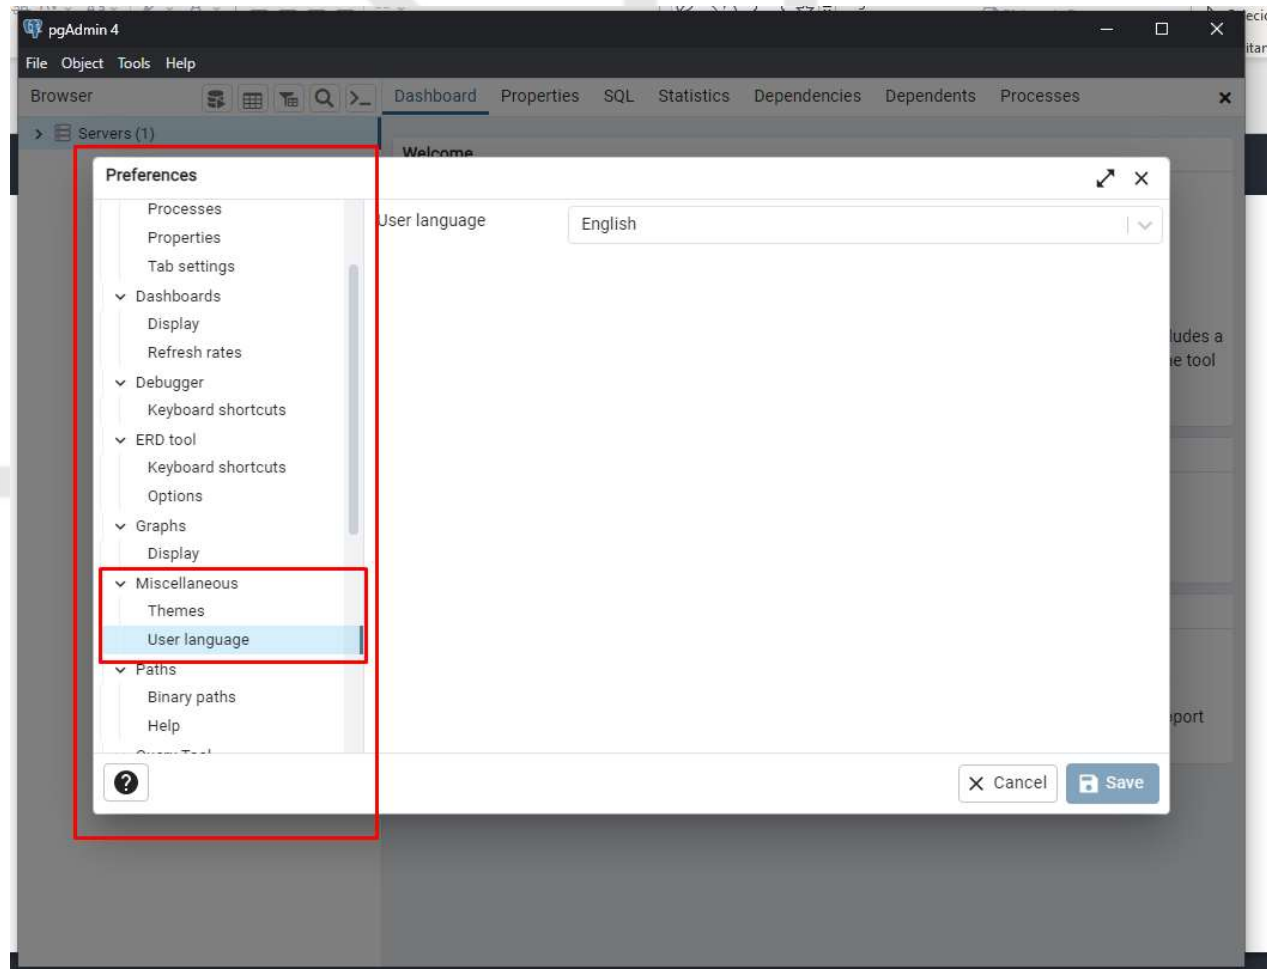 pgAdmin 4
File Object Tools Help
Browser
Dashboard Properties SQL Statistics Dependencies Dependents Processes
Servers (1)
Welcome
Preferences
Processes
Properties
Tab settings
Dashboards
Display
Refresh rates
Debugger
Keyboard shortcuts
ERD tool
Keyboard shortcuts
Options
Graphs
Display
Miscellaneous
Themes
User language
Paths
Binary paths
Help
User language
English
ludes a
tool
pport
Cancel
Save